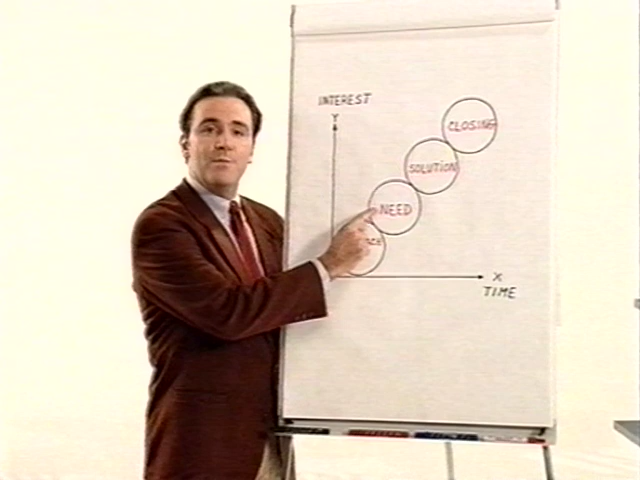 INTEREST
Y
CLOSING
SOLUTION
NEED
X
TIME